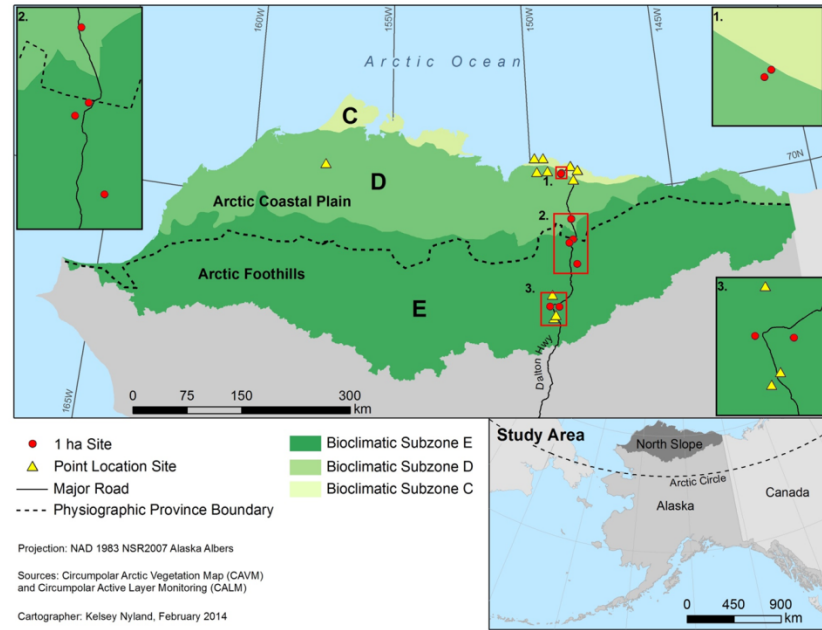 2.
160W
155W
150W
145W
1.
Arctic Ocean
C
70N
D
1.
Arctic Coastal Plain
2.
Arctic Foothills
3.
3.
E
Dalton Hwy
165W
0 75 150 300
km
1 ha Site
Point Location Site
Major Road
Physiographic Province Boundary
Bioclimatic Subzone E
Bioclimatic Subzone D
Bioclimatic Subzone C
Projection: NAD 1983 NSR2007 Alaska Albers
Sources: Circumpolar Arctic Vegetation Map (CAVM)
and Circumpolar Active Layer Monitoring (CALM)
Cartographer: Kelsey Nyland, February 2014
Study Area
North Slope
Arctic Circle
Alaska
Canada
0 450 900
km